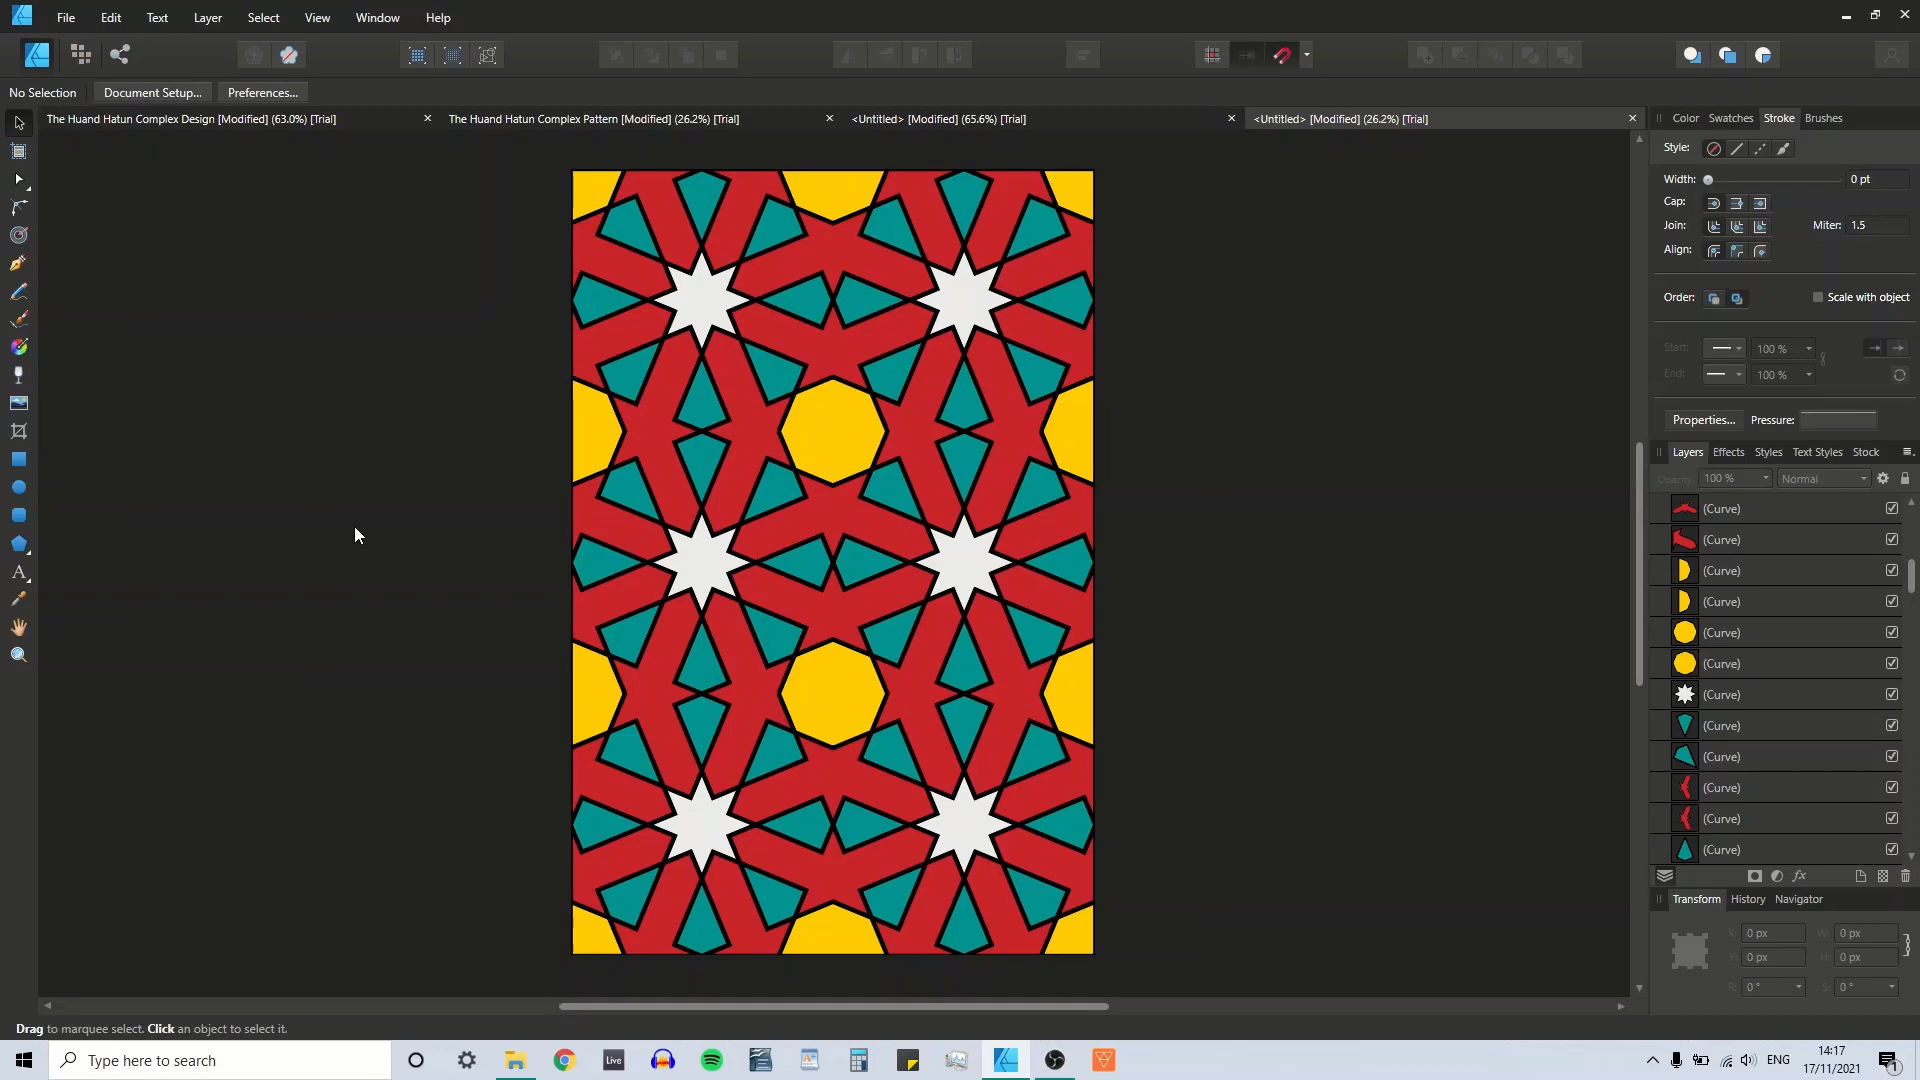 File Edit Text Layer Select View Window Help
No Selection Document Setup... Preferences...
The Huand Hatun Complex Design [Modified] (63.0%) [Trial]
The Huand Hatun Complex Pattern [Modified] (26.2%) [Trial]
<Untitled> [Modified] (65.6%) [Trial]
<Untitled> [Modified] (26.2%) [Trial]
Color Swatches Stroke Brushes
Style:
Width: 0 pt
Cap:
Join: Miter: 1.5
Align:
Order: Scale with object
Start: 100 %
End: 100 %
Properties... Pressure:
Layers Effects Styles Text Styles Stock
Opacity: 100 % Normal
(Curve)
(Curve)
(Curve)
(Curve)
(Curve)
(Curve)
(Curve)
(Curve)
(Curve)
(Curve)
(Curve)
(Curve)
fx
Transform History Navigator
X: 0 px W: 0 px
Y: 0 px H: 0 px
R: 0 ° S: 0 °
Drag to marquee select. Click an object to select it.
Type here to search
Live
ENG
14:17
17/11/2021
1